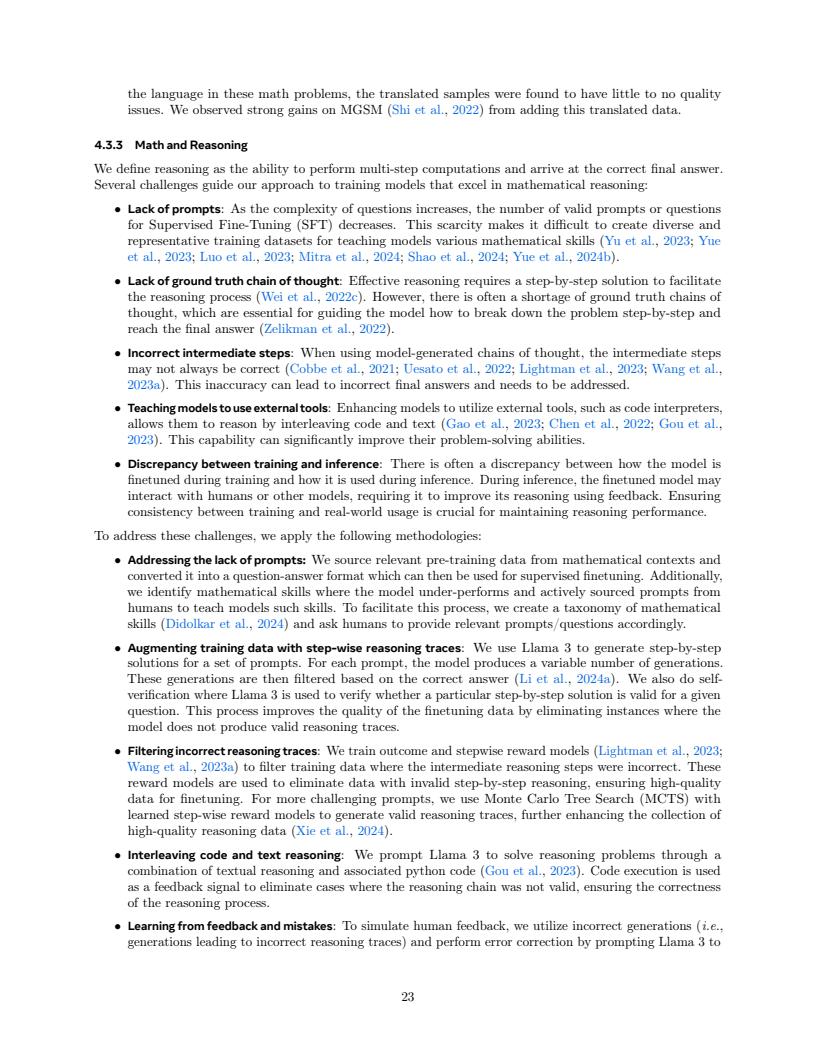 the language in these math problems, the translated samples were found to have little to no quality
issues. We observed strong gains on MGSM (Shi et al., 2022) from adding this translated data.
4.3.3 Math and Reasoning
We define reasoning as the ability to perform multi-step computations and arrive at the correct final answer.
Several challenges guide our approach to training models that excel in mathematical reasoning:
• Lack of prompts: As the complexity of questions increases, the number of valid prompts or questions
for Supervised Fine-Tuning (SFT) decreases. This scarcity makes it difficult to create diverse and
representative training datasets for teaching models various mathematical skills (Yu et al., 2023; Yue
et al., 2023; Luo et al., 2023; Mitra et al., 2024; Shao et al., 2024; Yue et al., 2024b).
• Lack of ground truth chain of thought: Effective reasoning requires a step-by-step solution to facilitate
the reasoning process (Wei et al., 2022c). However, there is often a shortage of ground truth chains of
thought, which are essential for guiding the model how to break down the problem step-by-step and
reach the final answer (Zelikman et al., 2022).
• Incorrect intermediate steps: When using model-generated chains of thought, the intermediate steps
may not always be correct (Cobbe et al., 2021; Uesato et al., 2022; Lightman et al., 2023; Wang et al.,
2023a). This inaccuracy can lead to incorrect final answers and needs to be addressed.
• Teaching models to use external tools: Enhancing models to utilize external tools, such as code interpreters,
allows them to reason by interleaving code and text (Gao et al., 2023; Chen et al., 2022; Gou et al.,
2023). This capability can significantly improve their problem-solving abilities.
• Discrepancy between training and inference: There is often a discrepancy between how the model is
finetuned during training and how it is used during inference. During inference, the finetuned model may
interact with humans or other models, requiring it to improve its reasoning using feedback. Ensuring
consistency between training and real-world usage is crucial for maintaining reasoning performance.
To address these challenges, we apply the following methodologies:
• Addressing the lack of prompts: We source relevant pre-training data from mathematical contexts and
converted it into a question-answer format which can then be used for supervised finetuning. Additionally,
we identify mathematical skills where the model under-performs and actively sourced prompts from
humans to teach models such skills. To facilitate this process, we create a taxonomy of mathematical
skills (Didolkar et al., 2024) and ask humans to provide relevant prompts/questions accordingly.
• Augmenting training data with step-wise reasoning traces: We use Llama 3 to generate step-by-step
solutions for a set of prompts. For each prompt, the model produces a variable number of generations.
These generations are then filtered based on the correct answer (Li et al., 2024a). We also do self-
verification where Llama 3 is used to verify whether a particular step-by-step solution is valid for a given
question. This process improves the quality of the finetuning data by eliminating instances where the
model does not produce valid reasoning traces.
• Filtering incorrect reasoning traces: We train outcome and stepwise reward models (Lightman et al., 2023;
Wang et al., 2023a) to filter training data where the intermediate reasoning steps were incorrect. These
reward models are used to eliminate data with invalid step-by-step reasoning, ensuring high-quality
data for finetuning. For more challenging prompts, we use Monte Carlo Tree Search (MCTS) with
learned step-wise reward models to generate valid reasoning traces, further enhancing the collection of
high-quality reasoning data (Xie et al., 2024).
• Interleaving code and text reasoning: We prompt Llama 3 to solve reasoning problems through a
combination of textual reasoning and associated python code (Gou et al., 2023). Code execution is used
as a feedback signal to eliminate cases where the reasoning chain was not valid, ensuring the correctness
of the reasoning process.
• Learning from feedback and mistakes: To simulate human feedback, we utilize incorrect generations (i.e.,
generations leading to incorrect reasoning traces) and perform error correction by prompting Llama 3 to
23